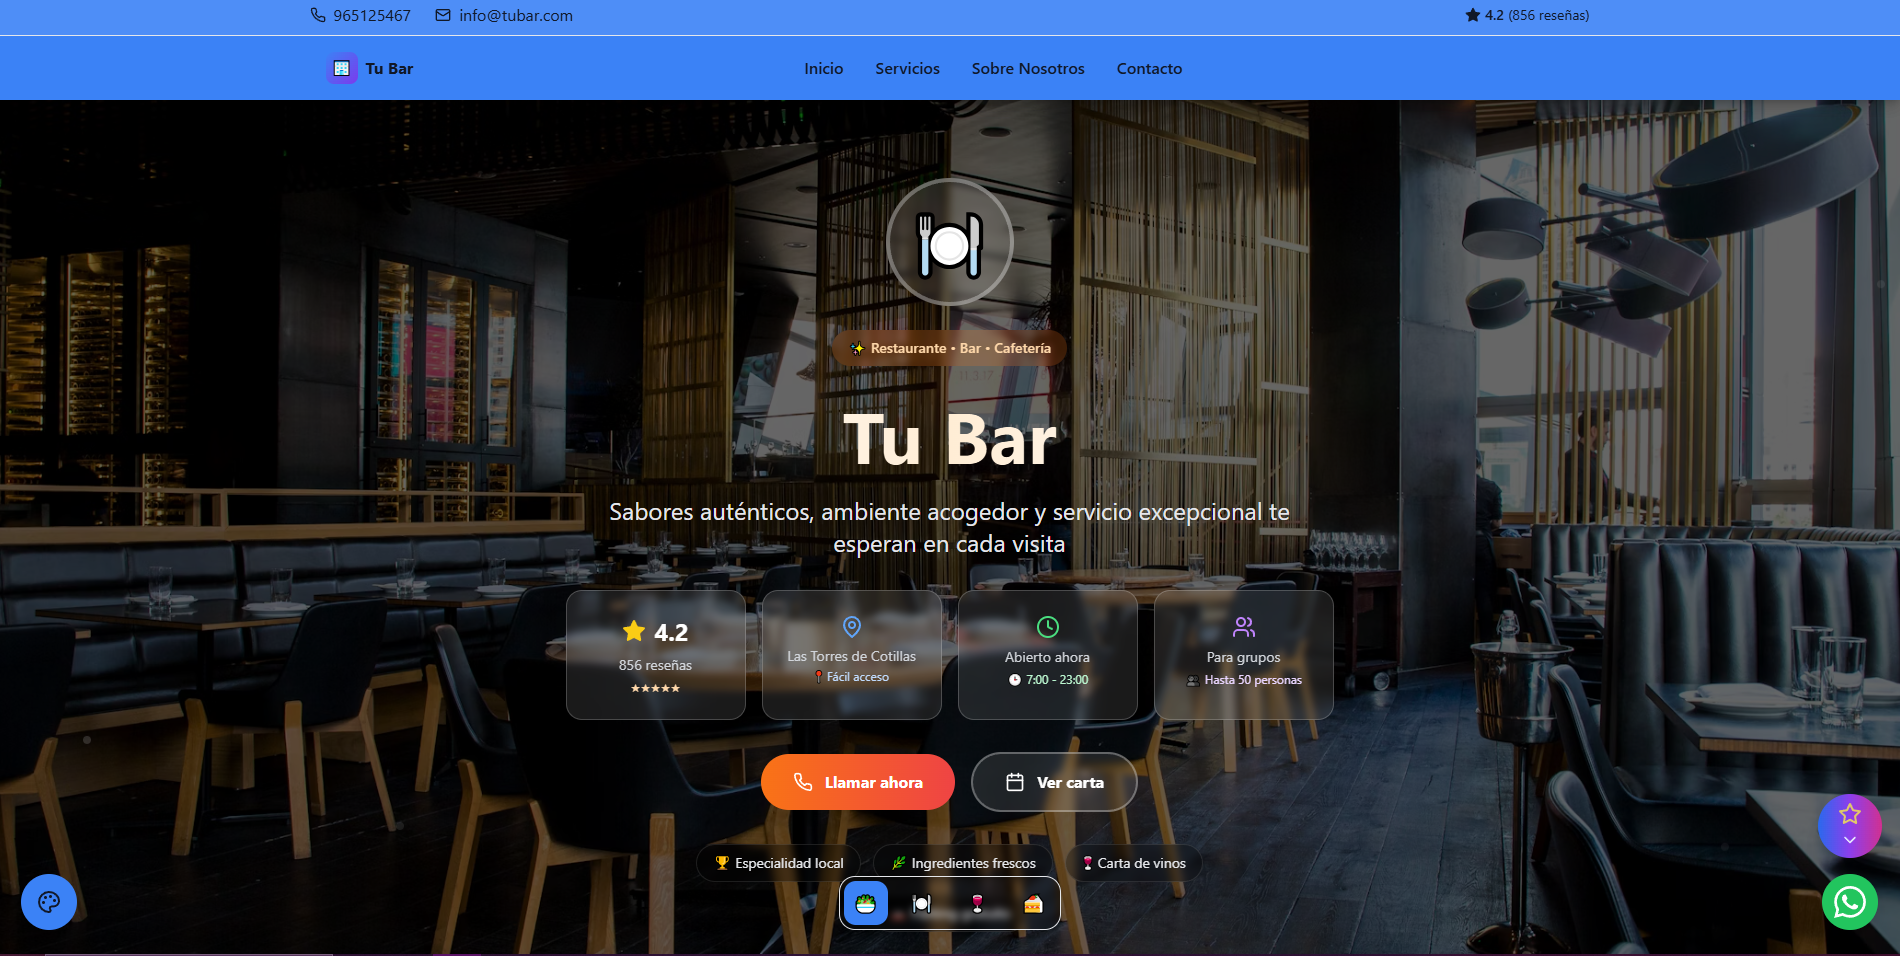 965125467
info@tubar.com
4.2 (856 reseñas)
Tu Bar
Inicio
Servicios
Sobre Nosotros
Contacto
Restaurante • Bar • Cafetería
Tu Bar
Sabores auténticos, ambiente acogedor y servicio excepcional te
esperan en cada visita
4.2
856 reseñas
★★★★★
Las Torres de Cotillas
Fácil acceso
Abierto ahora
7:00 - 23:00
Para grupos
Hasta 50 personas
Llamar ahora
Ver carta
Especialidad local
Ingredientes frescos
Carta de vinos